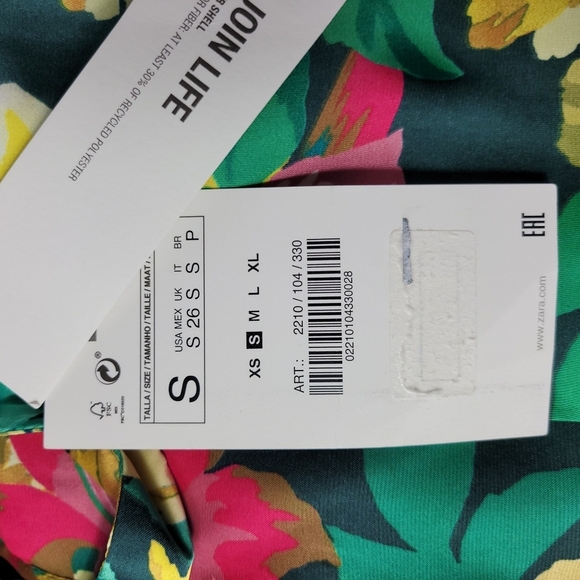 JOIN LIFE
SHELL
FIBER: AT LEAST 30% OF RECYCLED POLYESTER
TALLA / SIZE / TAMANHO / TAILLE / MAAT /
S
USA MEX UK IT BR
S 26 S S P
XS S M L XL
ART.: 2210 / 104 / 330
02210104330028
EAC
www.zara.com
FSC